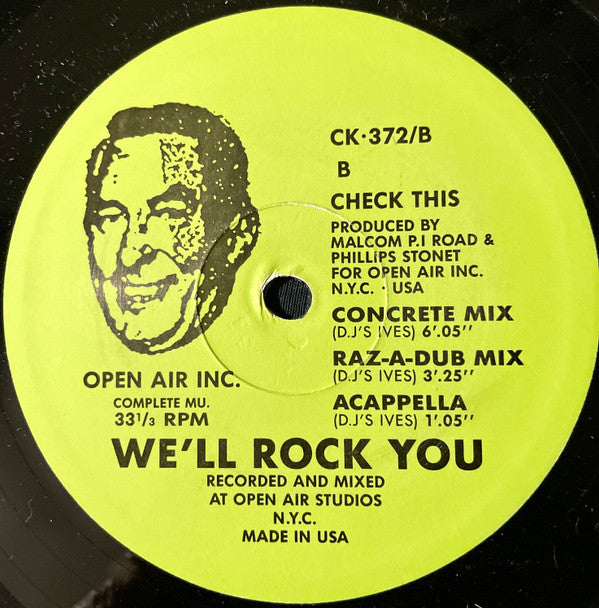 CK·372/B
B
CHECK THIS
PRODUCED BY
MALCOM P.I ROAD &
PHILLIPS STONET
FOR OPEN AIR INC.
N.Y.C. · USA
CONCRETE MIX
(D.J'S IVES) 6'.05''
RAZ-A-DUB MIX
(D.J'S IVES) 3'.25''
ACAPPELLA
(D.J'S IVES) 1'.05''
OPEN AIR INC.
COMPLETE MU.
33 1/3 RPM
WE'LL ROCK YOU
RECORDED AND MIXED
AT OPEN AIR STUDIOS
N.Y.C.
MADE IN USA